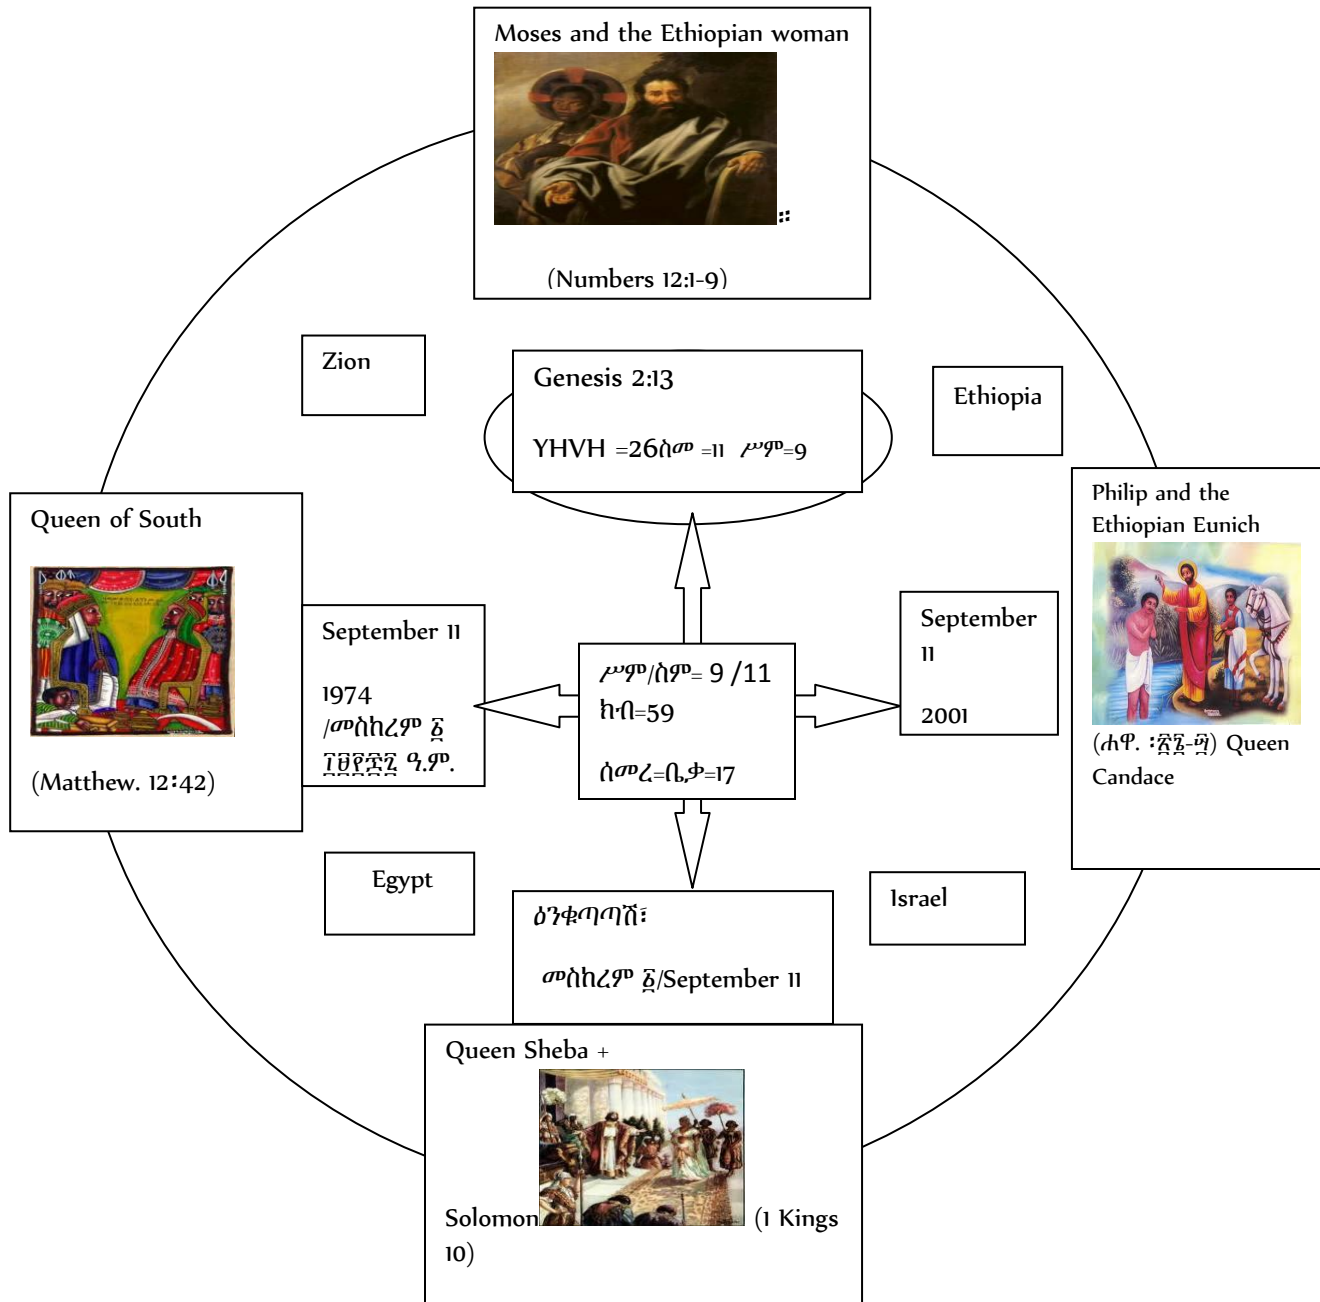 Moses and the Ethiopian woman
።
(Numbers 12:1-9)
Zion
Genesis 2:13
YHVH =26ስመ =11 ሥም=9
Ethiopia
Queen of South
(Matthew. 12፡42)
September 11
1974
/መስከረም ፩
፲፱፻፷፯ ዓ.ም.
ሥም/ስም= 9 /11
ክብ=59
ሰመረ=ቤቃ=17
September
11
2001
Philip and the
Ethiopian Eunich
(ሐዋ. ፡፳፮-፵) Queen
Candace
Egypt
Israel
ዕንቁጣጣሽ፣
መስከረም ፩/September 11
Queen Sheba +
Solomon (1 Kings
10)